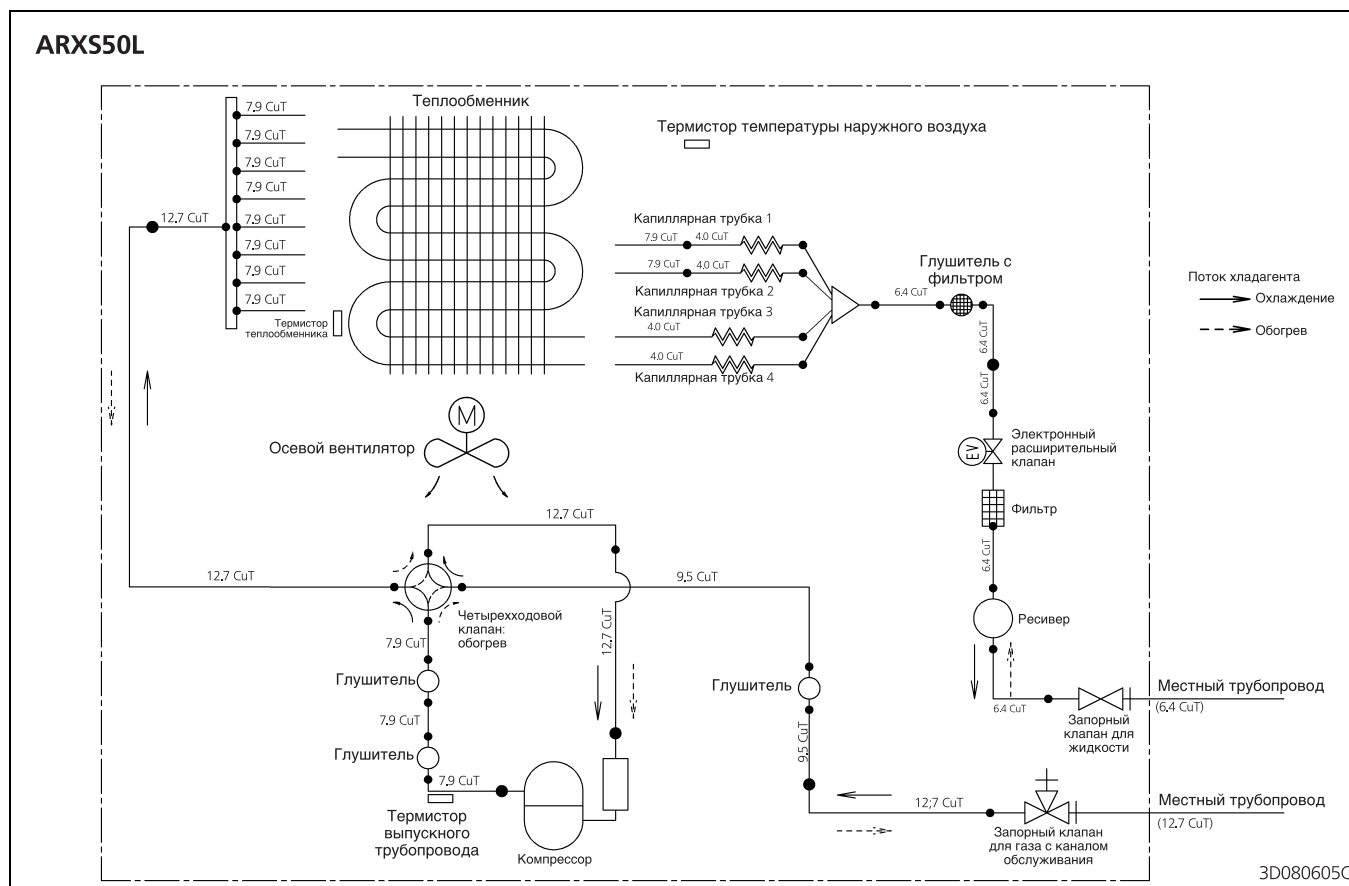 ARXS50L
Теплообменник
Термистор температуры наружного воздуха
7.9 CuT
7.9 CuT
7.9 CuT
7.9 CuT
7.9 CuT
7.9 CuT
7.9 CuT
7.9 CuT
12.7 CuT
Термистор
теплообменника
Капиллярная трубка 1
7.9 CuT
4.0 CuT
7.9 CuT
4.0 CuT
Капиллярная трубка 2
Капиллярная трубка 3
4.0 CuT
4.0 CuT
Капиллярная трубка 4
Глушитель с
фильтром
6.4 CuT
6.4 CuT
6.4 CuT
Поток хладагента
Охлаждение
Обогрев
M
Осевой вентилятор
EV
Электронный
расширительный
клапан
Фильтр
6.4 CuT
Ресивер
12.7 CuT
12.7 CuT
9.5 CuT
Четырехходовой
клапан:
обогрев
7.9 CuT
12.7 CuT
Глушитель
7.9 CuT
Глушитель
7.9 CuT
Термистор
выпускного
трубопровода
Компрессор
Глушитель
9.5 CuT
6.4 CuT
Запорный
клапан для
жидкости
Местный трубопровод
(6.4 CuT)
12;7 CuT
Запорный клапан
для газа с каналом
обслуживания
Местный трубопровод
(12.7 CuT)
3D080605C